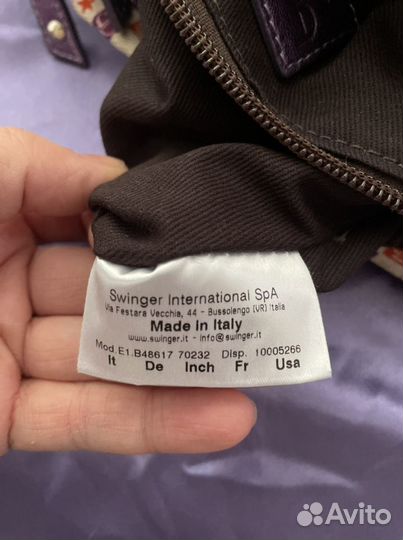 D
Swinger International SpA
Via Festara Vecchia, 44 - Bussolengo (VR) Italia
Made in Italy
www.swinger.it - info@swinger.it
Mod. E1.B48617 70232 Disp. 10005266
It De Inch Fr Usa
Avito